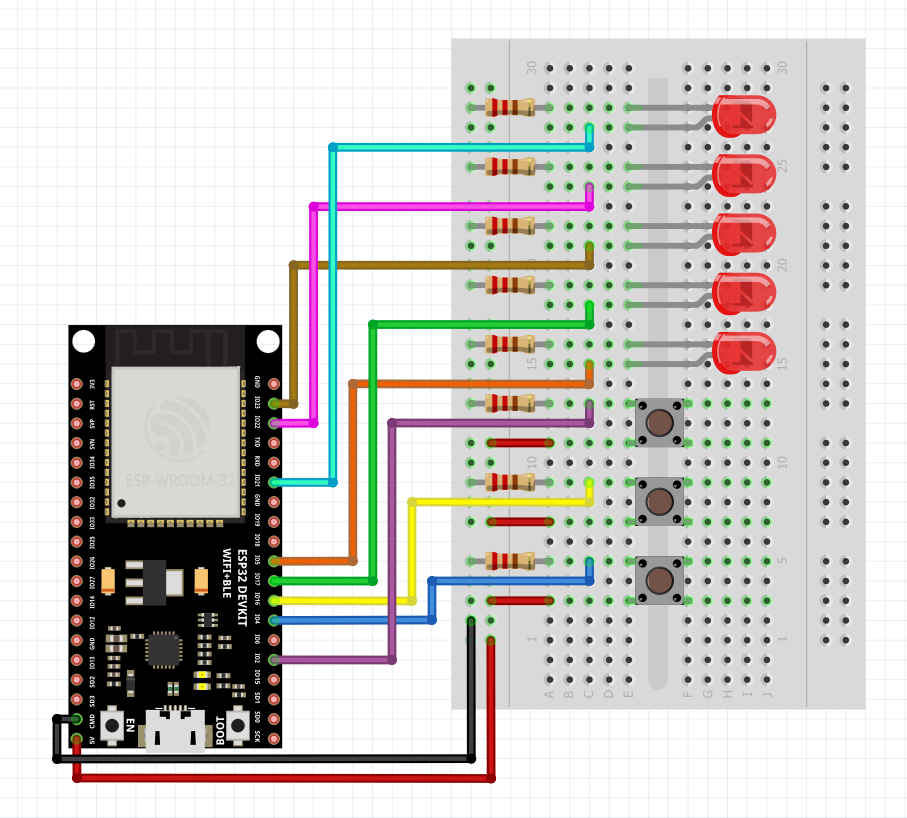 30
30
25
20
20
15
15
10
10
5
5
1
1
A B C D E
F G H I J
3V3
RST
SVP
SVN
IO34
IO35
IO32
IO33
IO25
IO26
IO27
IO14
IO12
GND
IO13
SD2
SD3
CMD
5V
GND
IO23
IO22
TXD
RXD
IO21
GND
IO19
IO18
IO5
IO17
IO16
IO4
IO0
IO2
IO15
SD1
SD0
SCK
ESP-WROOM-32
ESP32 DEVKIT
WIFI+BLE
EN
BOOT